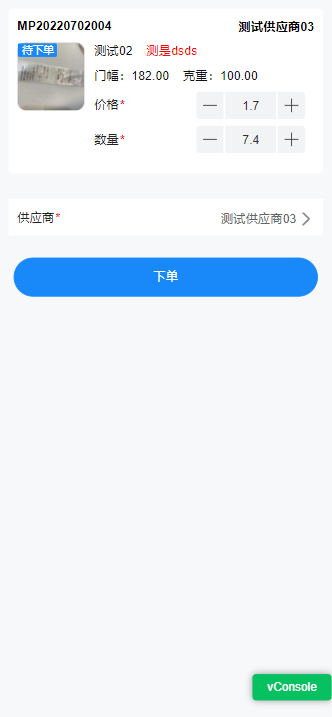 MP20220702004 测试供应商03
待下单
测试02 测是dsds
门幅：182.00 克重：100.00
价格* 1.7
数量* 7.4
供应商* 测试供应商03
下单
vConsole